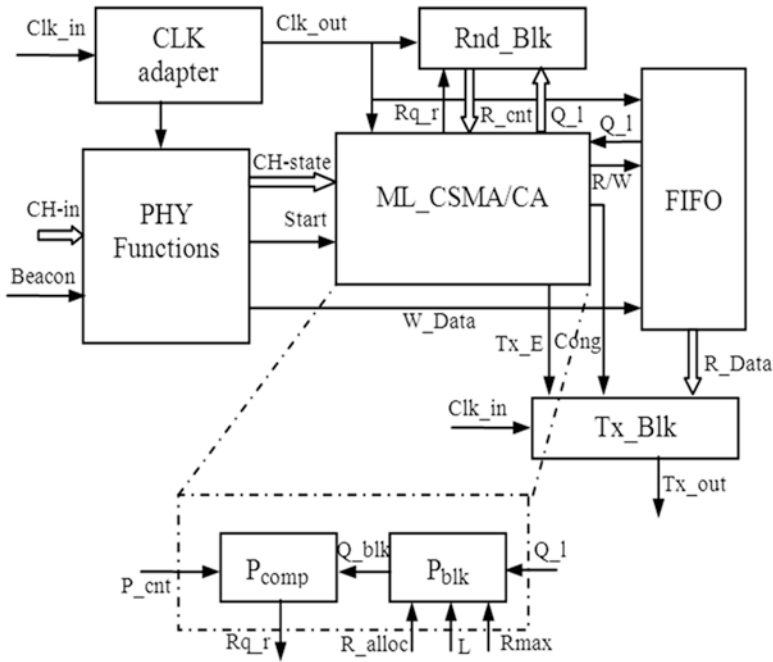 Clk_in
CLK
adapter
Clk_out
Rnd_Blk
Rq_r
R_cnt
Q_l
Q_l
CH-state
ML_CSMA/CA
R/W
FIFO
CH-in
PHY
Functions
Start
Beacon
W_Data
Tx_E
Cong
R_Data
Clk_in
Tx_Blk
Tx_out
P_cnt
Pcomp
Q_blk
Pblk
Q_l
Rq_r
R_alloc
L
Rmax